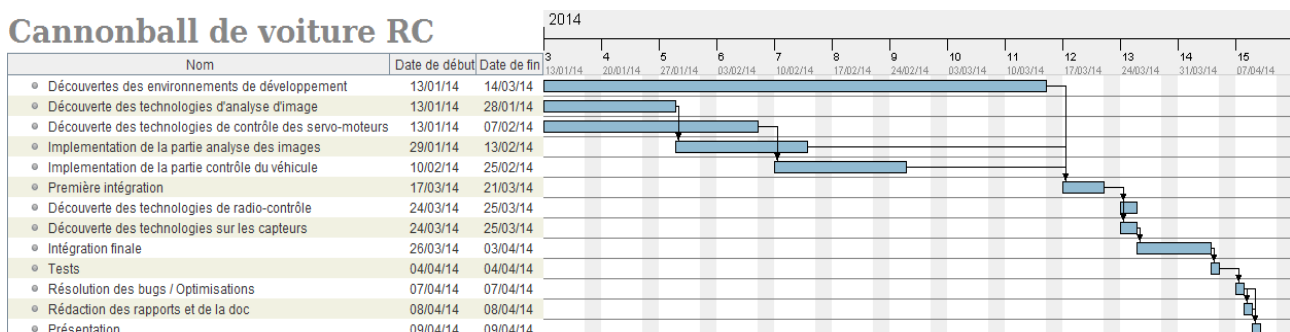 Cannonball de voiture RC
2014
3 4 5 6 7 8 9 10 11 12 13 14 15
Nom Date de début Date de fin 13/01/14 20/01/14 27/01/14 03/02/14 10/02/14 17/02/14 24/02/14 03/03/14 10/03/14 17/03/14 24/03/14 31/03/14 07/04/14
Découvertes des environnements de développement 13/01/14 14/03/14
Découverte des technologies d'analyse d'image 13/01/14 28/01/14
Découverte des technologies de contrôle des servo-moteurs 13/01/14 07/02/14
Implementation de la partie analyse des images 29/01/14 13/02/14
Implementation de la partie contrôle du véhicule 10/02/14 25/02/14
Première intégration 17/03/14 21/03/14
Découverte des technologies de radio-contrôle 24/03/14 25/03/14
Découverte des technologies sur les capteurs 24/03/14 25/03/14
Intégration finale 26/03/14 03/04/14
Tests 04/04/14 04/04/14
Résolution des bugs / Optimisations 07/04/14 07/04/14
Rédaction des rapports et de la doc 08/04/14 08/04/14
Présentation 09/04/14 09/04/14